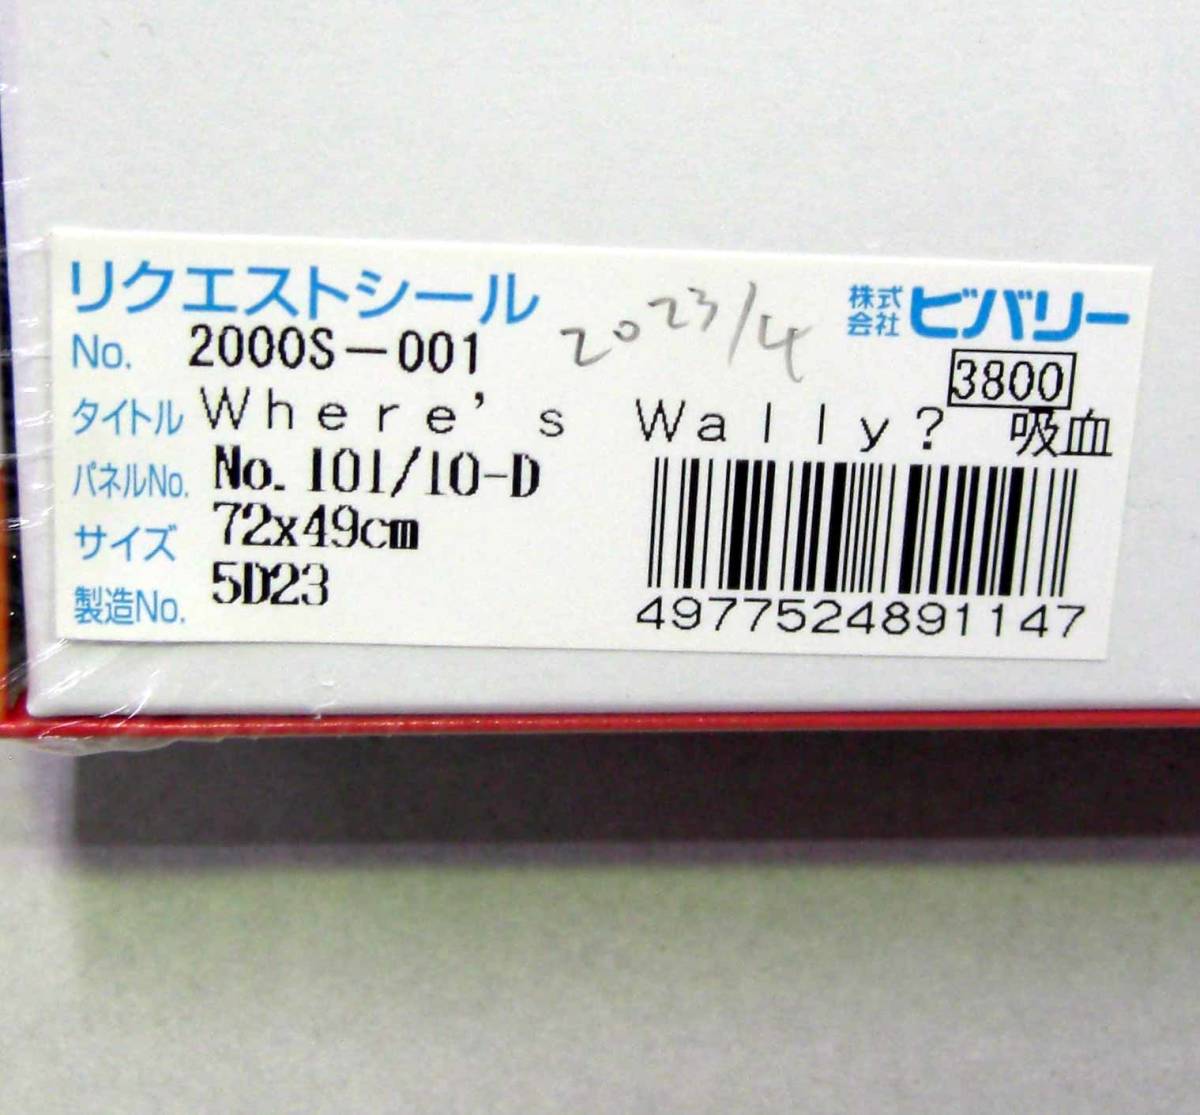 リクエストシール
2023/4
株式会社 ビバリー
No. 2000S-001
3800
タイトル Where's Wally? 吸血
パネルNo. No.101/10-D
サイズ 72x49cm
製造No. 5D23
4977524891147